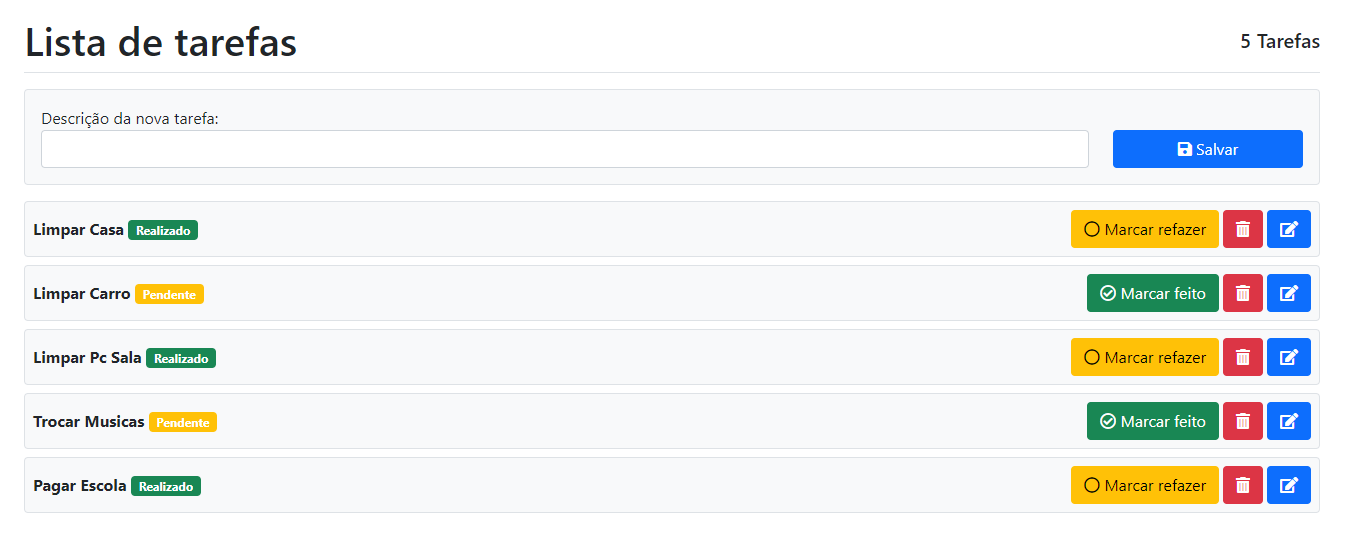 Lista de tarefas
5 Tarefas
Descrição da nova tarefa:
Salvar
Limpar Casa Realizado Marcar refazer
Limpar Carro Pendente Marcar feito
Limpar Pc Sala Realizado Marcar refazer
Trocar Musicas Pendente Marcar feito
Pagar Escola Realizado Marcar refazer